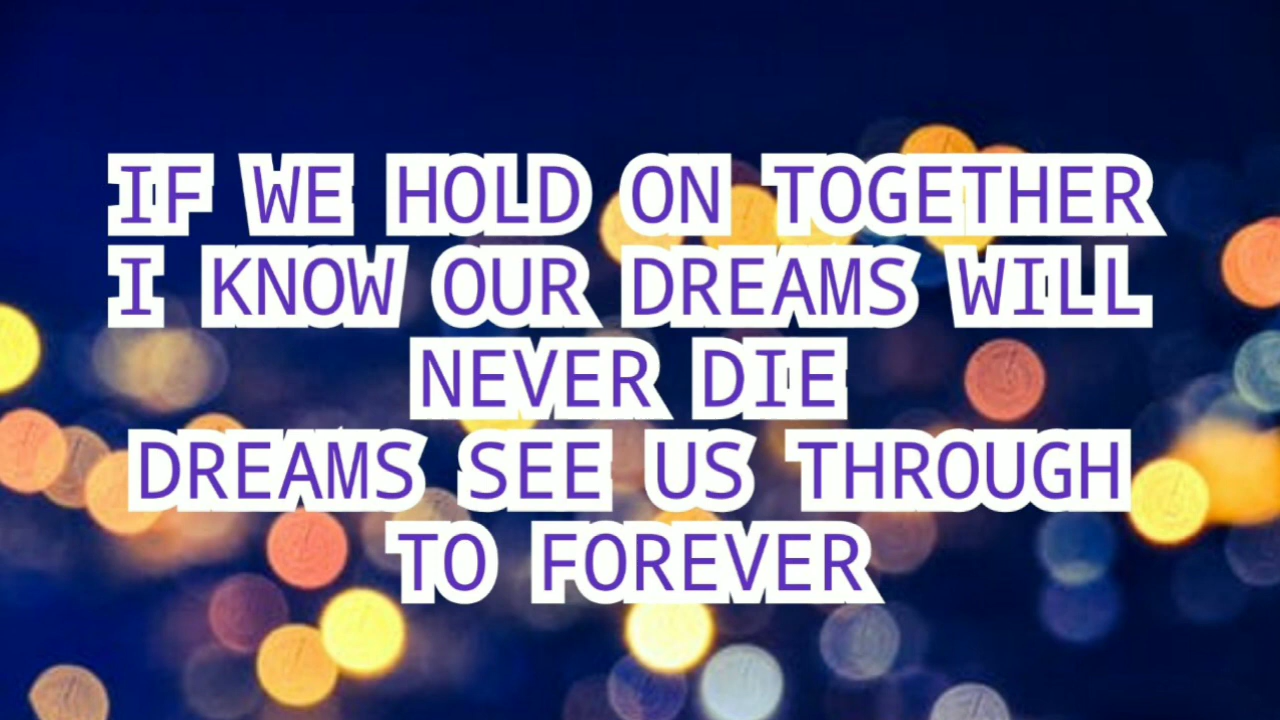 IF WE HOLD ON TOGETHER
I KNOW OUR DREAMS WILL
NEVER DIE
DREAMS SEE US THROUGH
TO FOREVER